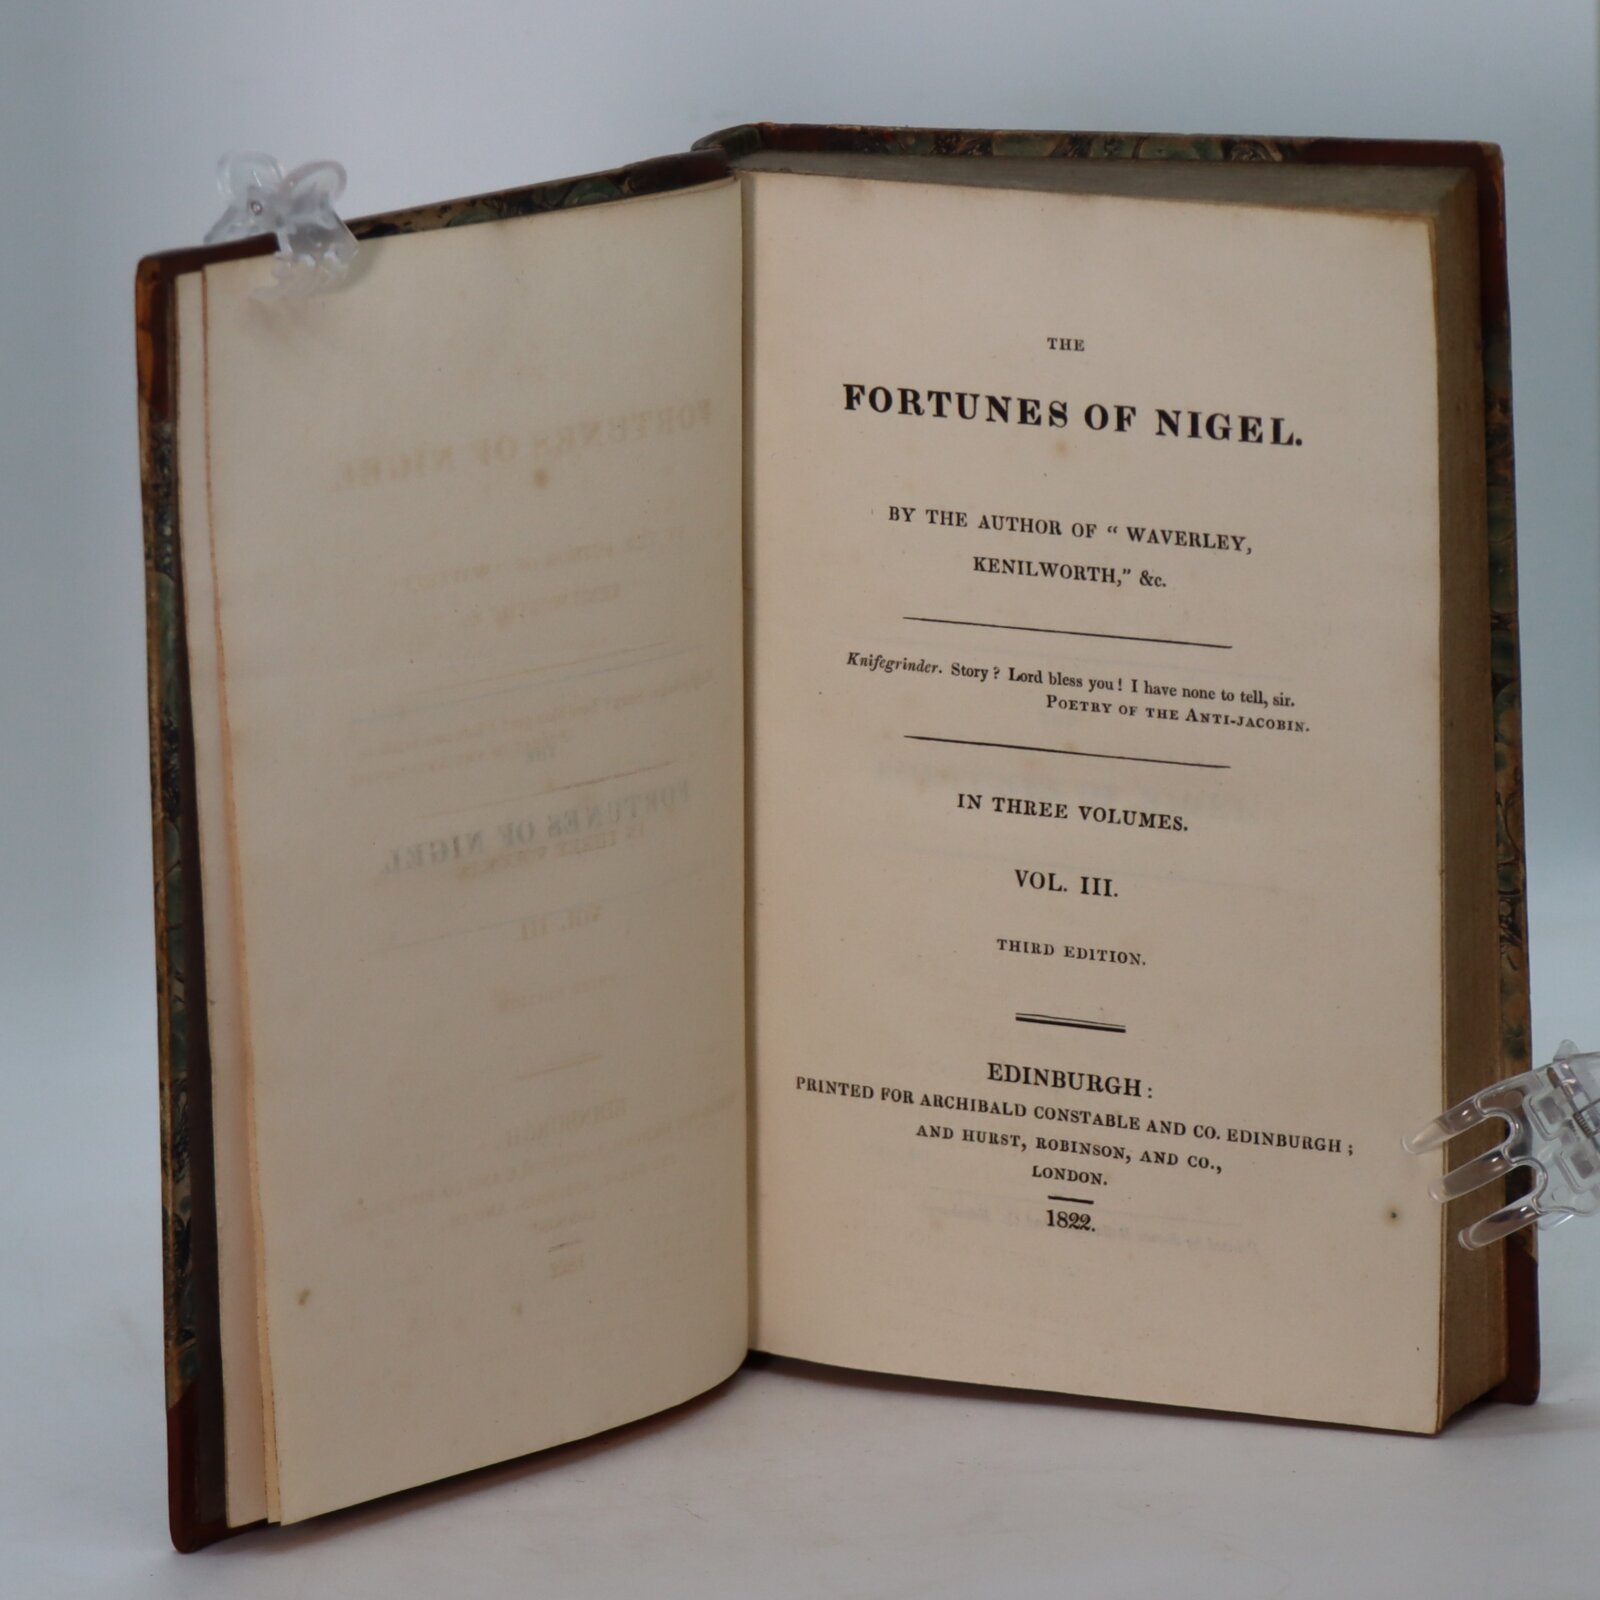 THE
FORTUNES OF NIGEL.
BY THE AUTHOR OF “ WAVERLEY,
KENILWORTH,” &c.
Knifegrinder. Story ? Lord bless you ! I have none to tell, sir.
POETRY OF THE ANTI-JACOBIN.
IN THREE VOLUMES.
VOL. III.
THIRD EDITION.
EDINBURGH :
PRINTED FOR ARCHIBALD CONSTABLE AND CO. EDINBURGH ;
AND HURST, ROBINSON, AND CO.,
LONDON.
1822.